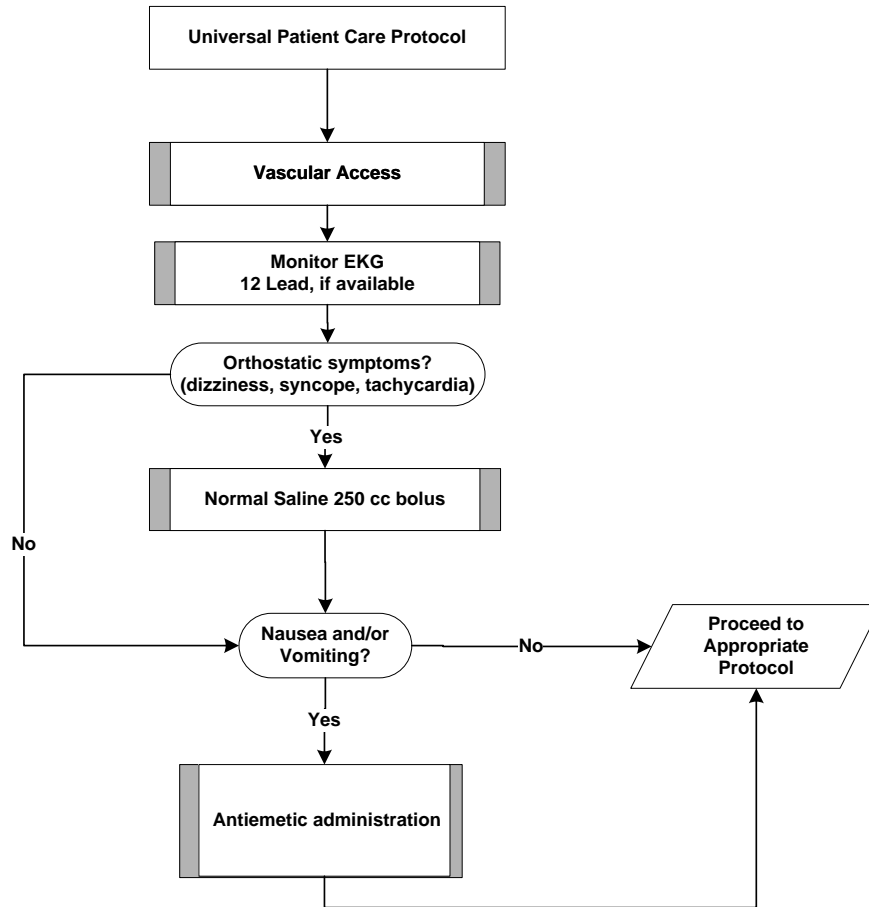 Universal Patient Care Protocol
Vascular Access
Monitor EKG
12 Lead, if available
Orthostatic symptoms?
(dizziness, syncope, tachycardia)
Yes
Normal Saline 250 cc bolus
No
Nausea and/or
Vomiting?
No
Proceed to
Appropriate
Protocol
Yes
Antiemetic administration